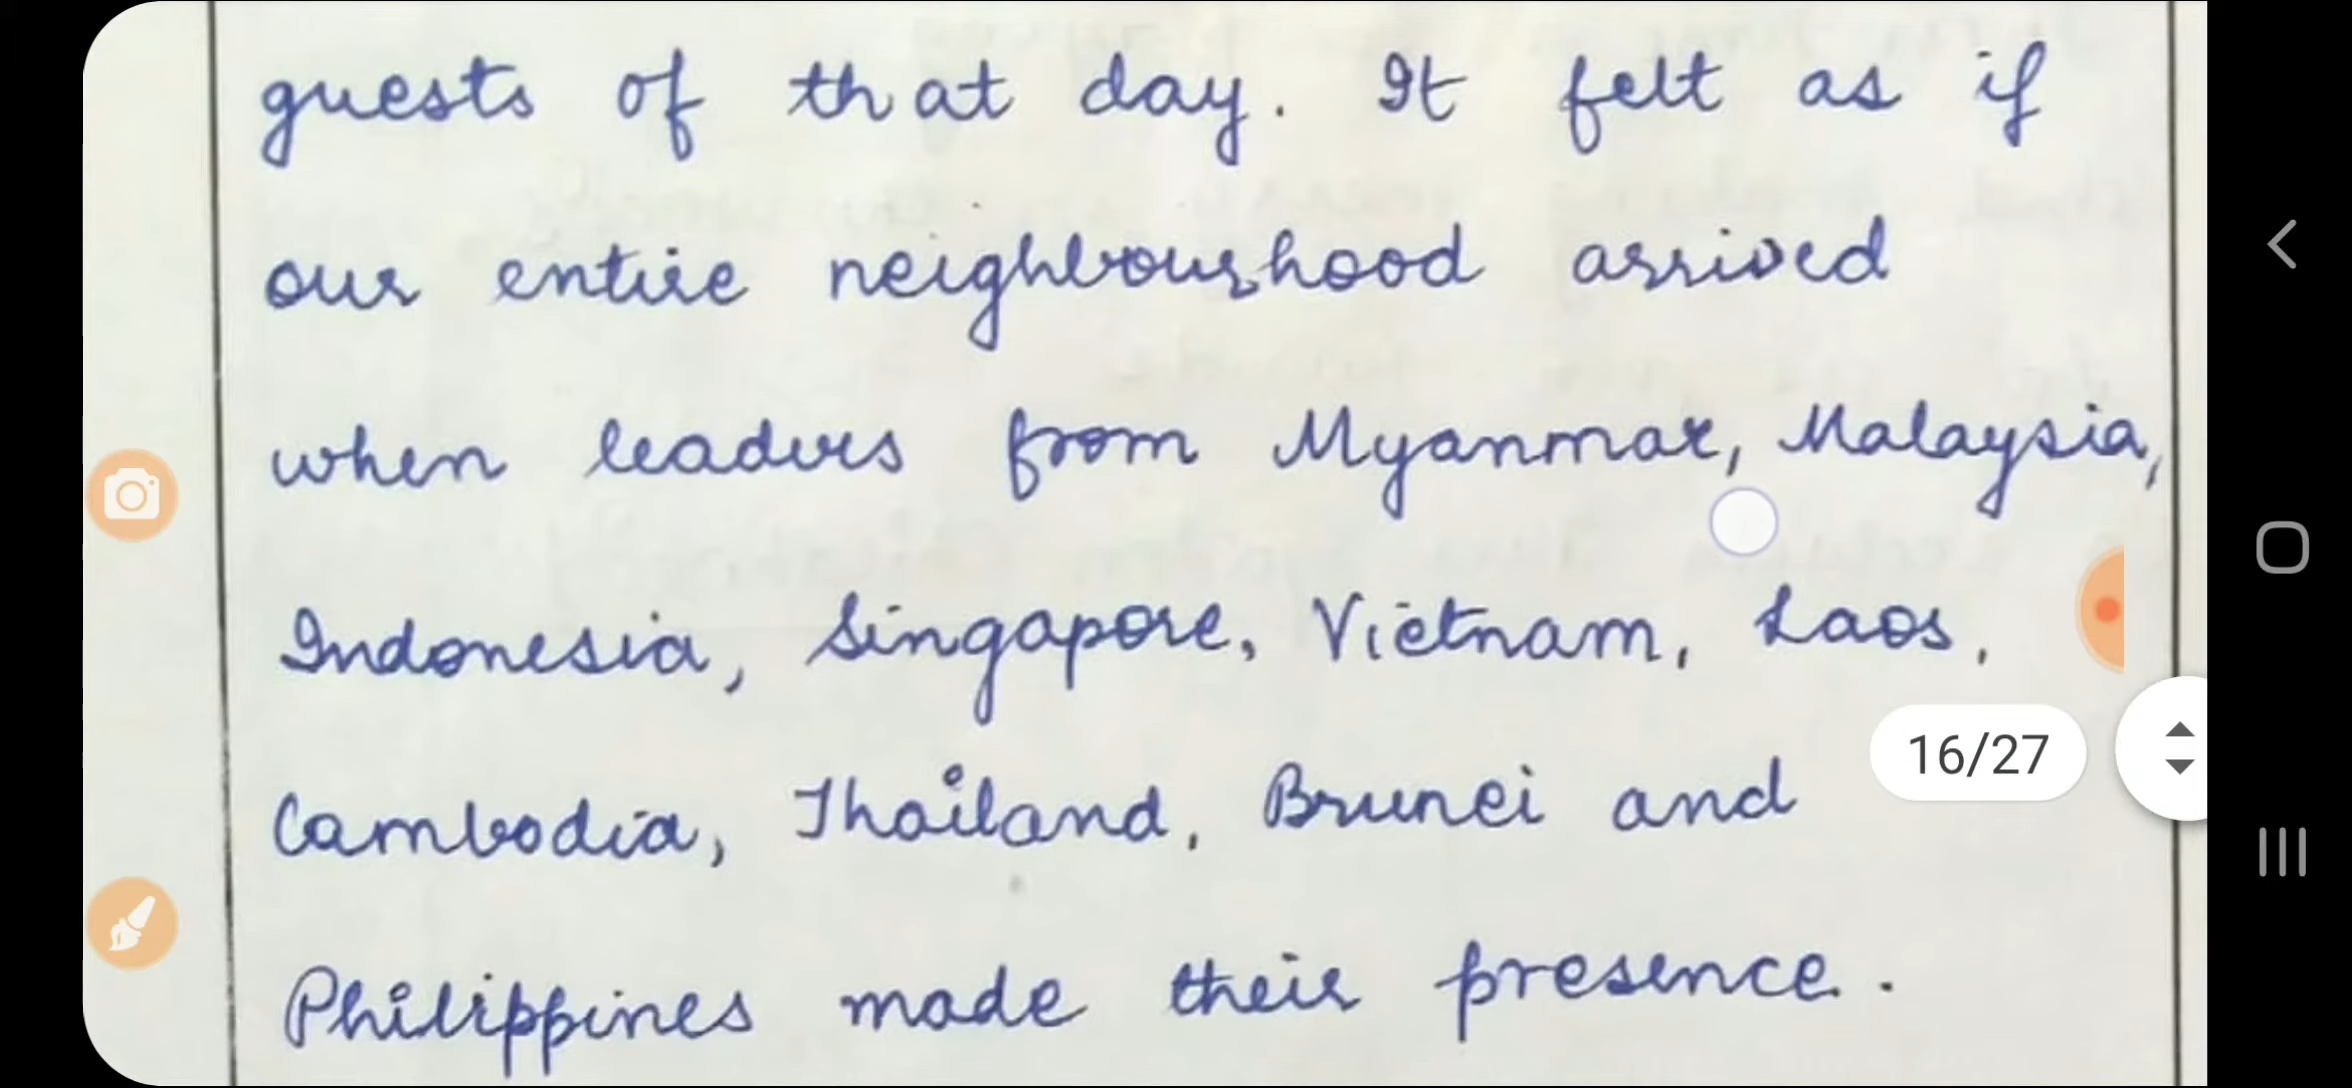 guests of that day. It felt as if
our entire neighbourhood arrived
when leaders from Myanmar, Malaysia,
Indonesia, Singapore, Vietnam, Laos,
Cambodia, Thailand, Brunei and
Philippines made their presence.
16/27